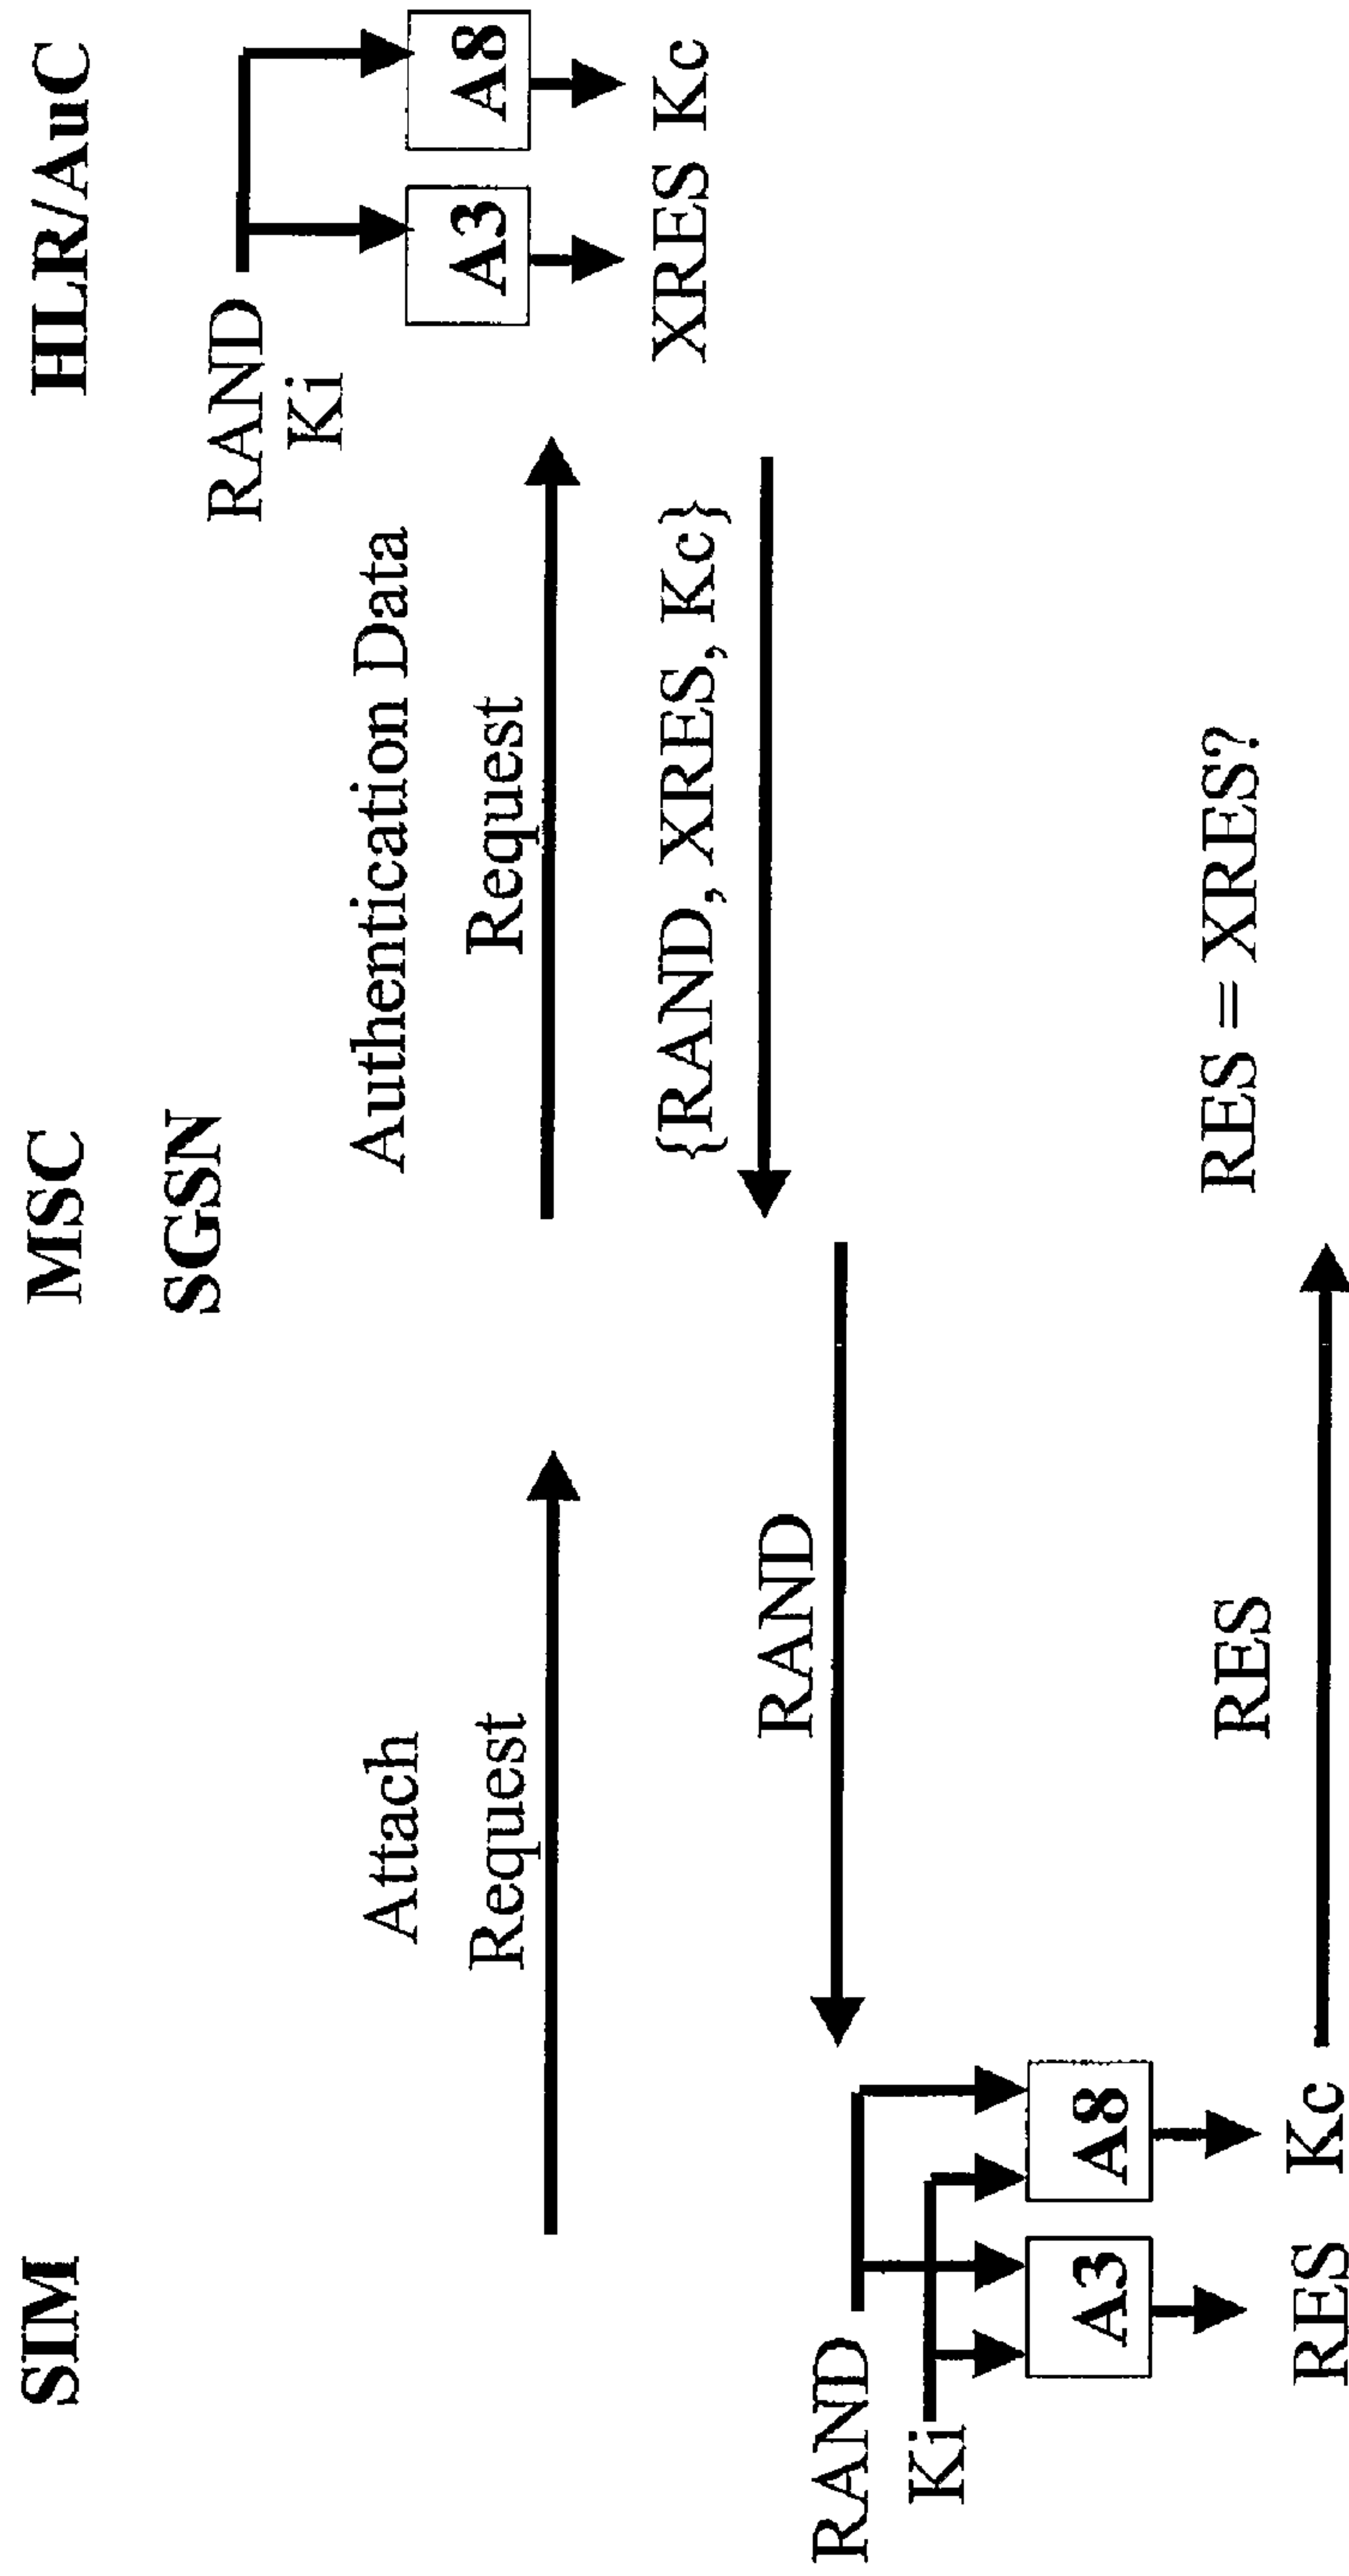 SIM
MSC
HLR/AuC
SGSN
RAND
Ki
A3
A8
XRES Kc
Attach
Request
Authentication Data
Request
{RAND, XRES, Kc}
RAND
RAND
Ki
A3
A8
RES Kc
RES
RES = XRES?